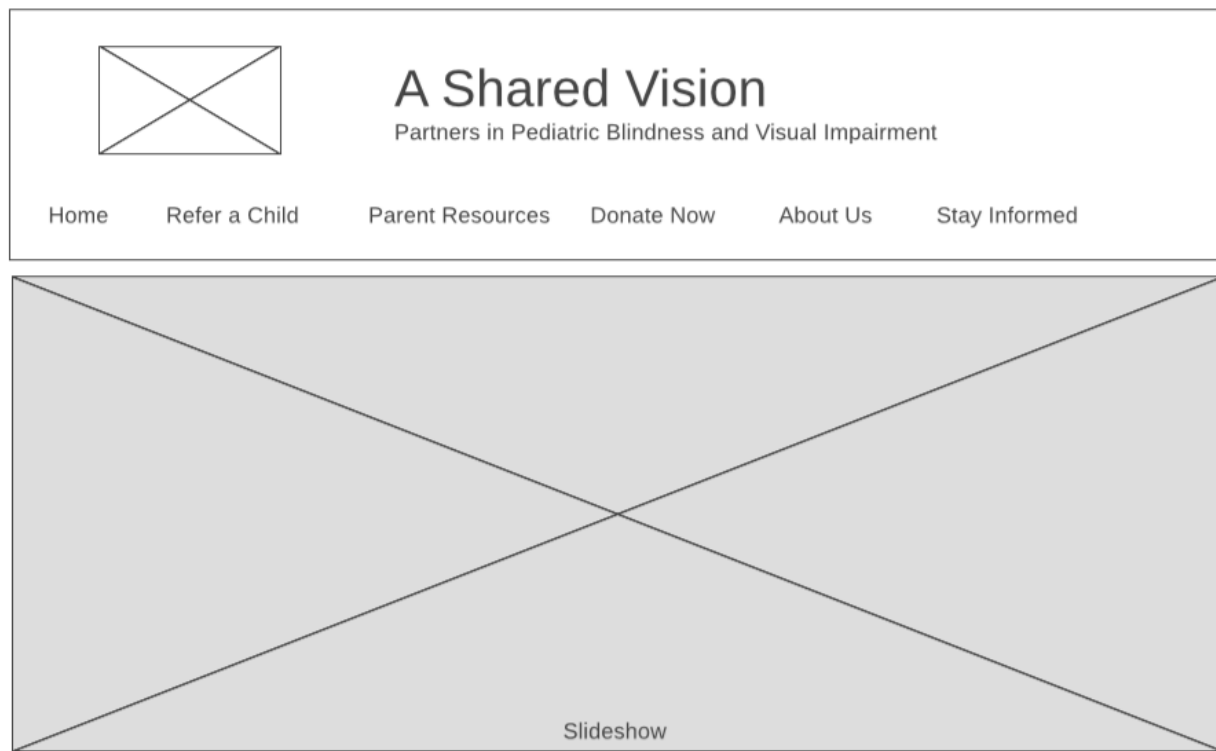 A Shared Vision
Partners in Pediatric Blindness and Visual Impairment
Home Refer a Child Parent Resources Donate Now About Us Stay Informed
Slideshow